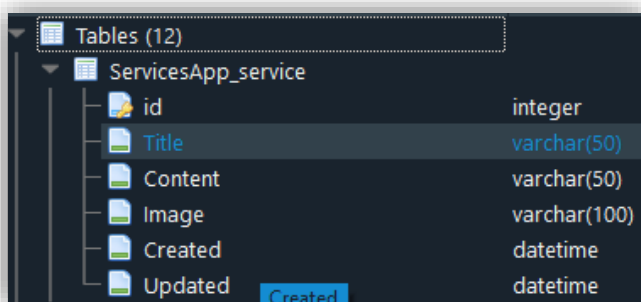 Tables (12)
ServicesApp_service
id integer
Title varchar(50)
Content varchar(50)
Image varchar(100)
Created datetime
Updated datetime
Created